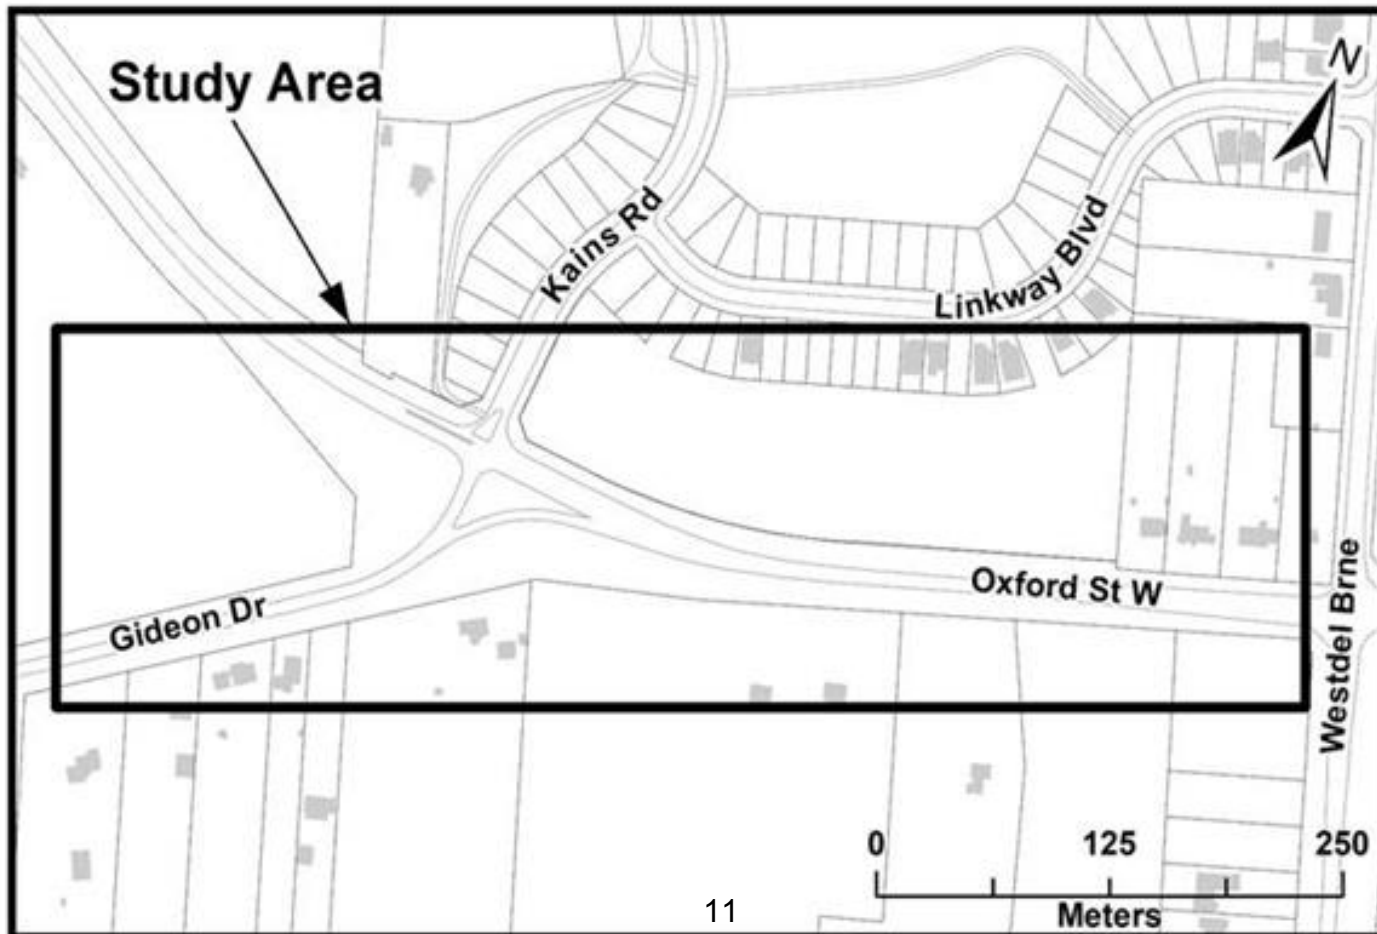 N
Study Area
Kains Rd
Linkway Blvd
Oxford St W
Gideon Dr
Westdel Brne
0 125 250
Meters
11